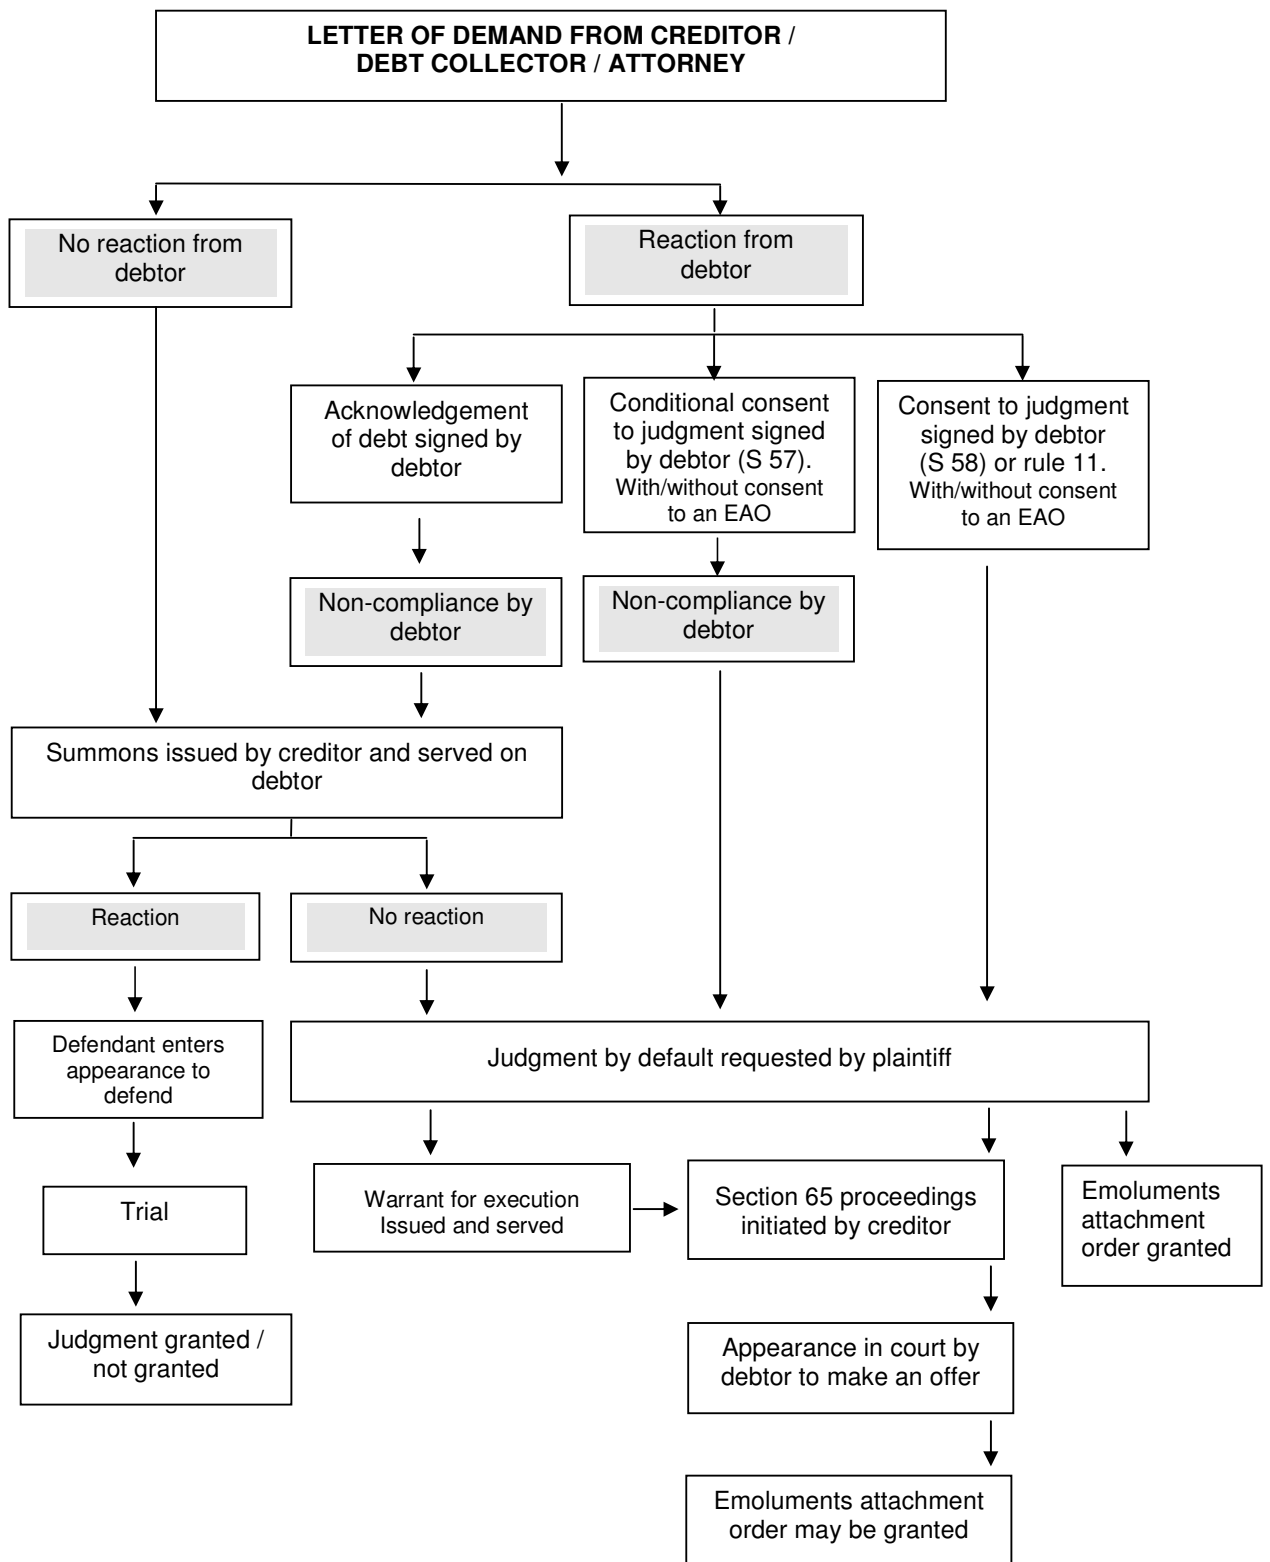 LETTER OF DEMAND FROM CREDITOR /
DEBT COLLECTOR / ATTORNEY
No reaction from
debtor
Reaction from
debtor
Acknowledgement
of debt signed by
debtor
Conditional consent
to judgment signed
by debtor (S 57).
With/without consent
to an EAO
Consent to judgment
signed by debtor
(S 58) or rule 11.
With/without consent
to an EAO
Non-compliance by
debtor
Non-compliance by
debtor
Summons issued by creditor and served on
debtor
Reaction
No reaction
Defendant enters
appearance to
defend
Judgment by default requested by plaintiff
Trial
Warrant for execution
Issued and served
Section 65 proceedings
initiated by creditor
Emoluments
attachment
order granted
Judgment granted /
not granted
Appearance in court by
debtor to make an offer
Emoluments attachment
order may be granted